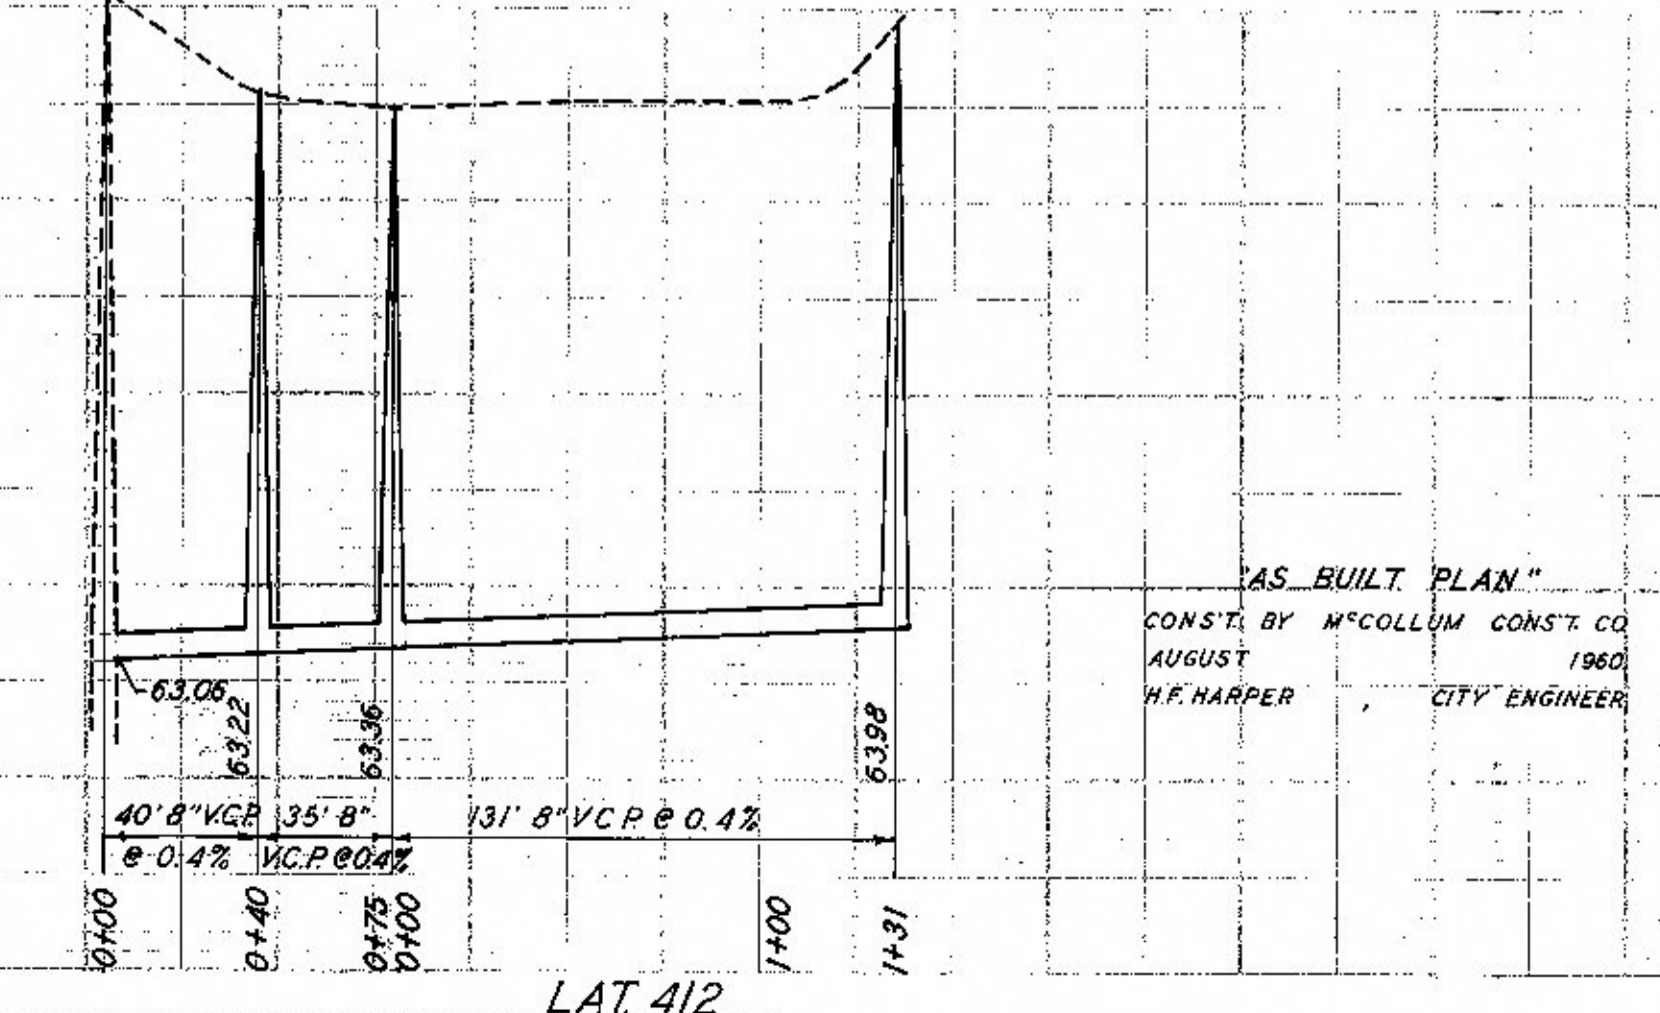 "AS BUILT PLAN"
CONS'T. BY McCOLLUM CONS'T. CO
AUGUST 1960
H.F. HARPER , CITY ENGINEER
63.06
63.22
63.36
63.98
40' 8" V.C.P. 35' 8" 131' 8" V.C.P. @ 0.4%
@ 0.4% V.C.P. @ 0.4%
0+00
0+40
0+75
0+00
1+00
1+31
LAT. 412